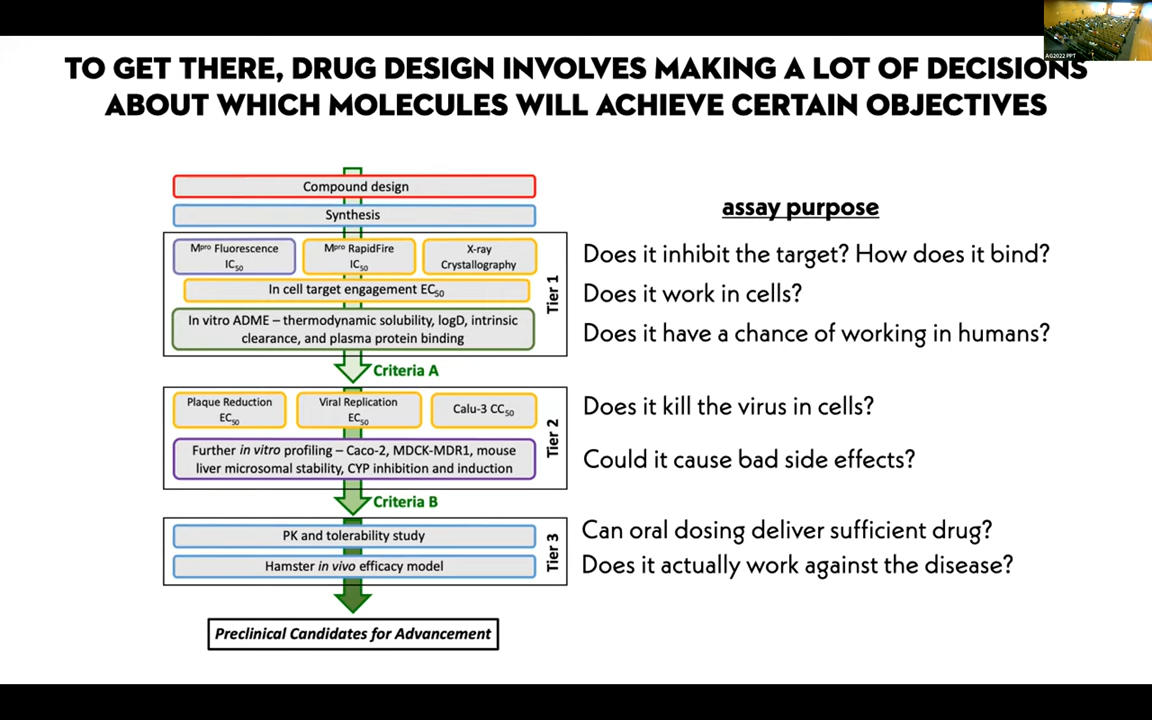 TO GET THERE, DRUG DESIGN INVOLVES MAKING A LOT OF DECISIONS
ABOUT WHICH MOLECULES WILL ACHIEVE CERTAIN OBJECTIVES
AG2022 PPT
Compound design
Synthesis
Mpro Fluorescence
IC50
Mpro RapidFire
IC50
X-ray
Crystallography
In cell target engagement EC50
In vitro ADME – thermodynamic solubility, logD, intrinsic
clearance, and plasma protein binding
Tier 1
Criteria A
Plaque Reduction
EC50
Viral Replication
EC50
Calu-3 CC50
Further in vitro profiling – Caco-2, MDCK-MDR1, mouse
liver microsomal stability, CYP inhibition and induction
Tier 2
Criteria B
PK and tolerability study
Hamster in vivo efficacy model
Tier 3
Preclinical Candidates for Advancement
assay purpose
Does it inhibit the target? How does it bind?
Does it work in cells?
Does it have a chance of working in humans?
Does it kill the virus in cells?
Could it cause bad side effects?
Can oral dosing deliver sufficient drug?
Does it actually work against the disease?